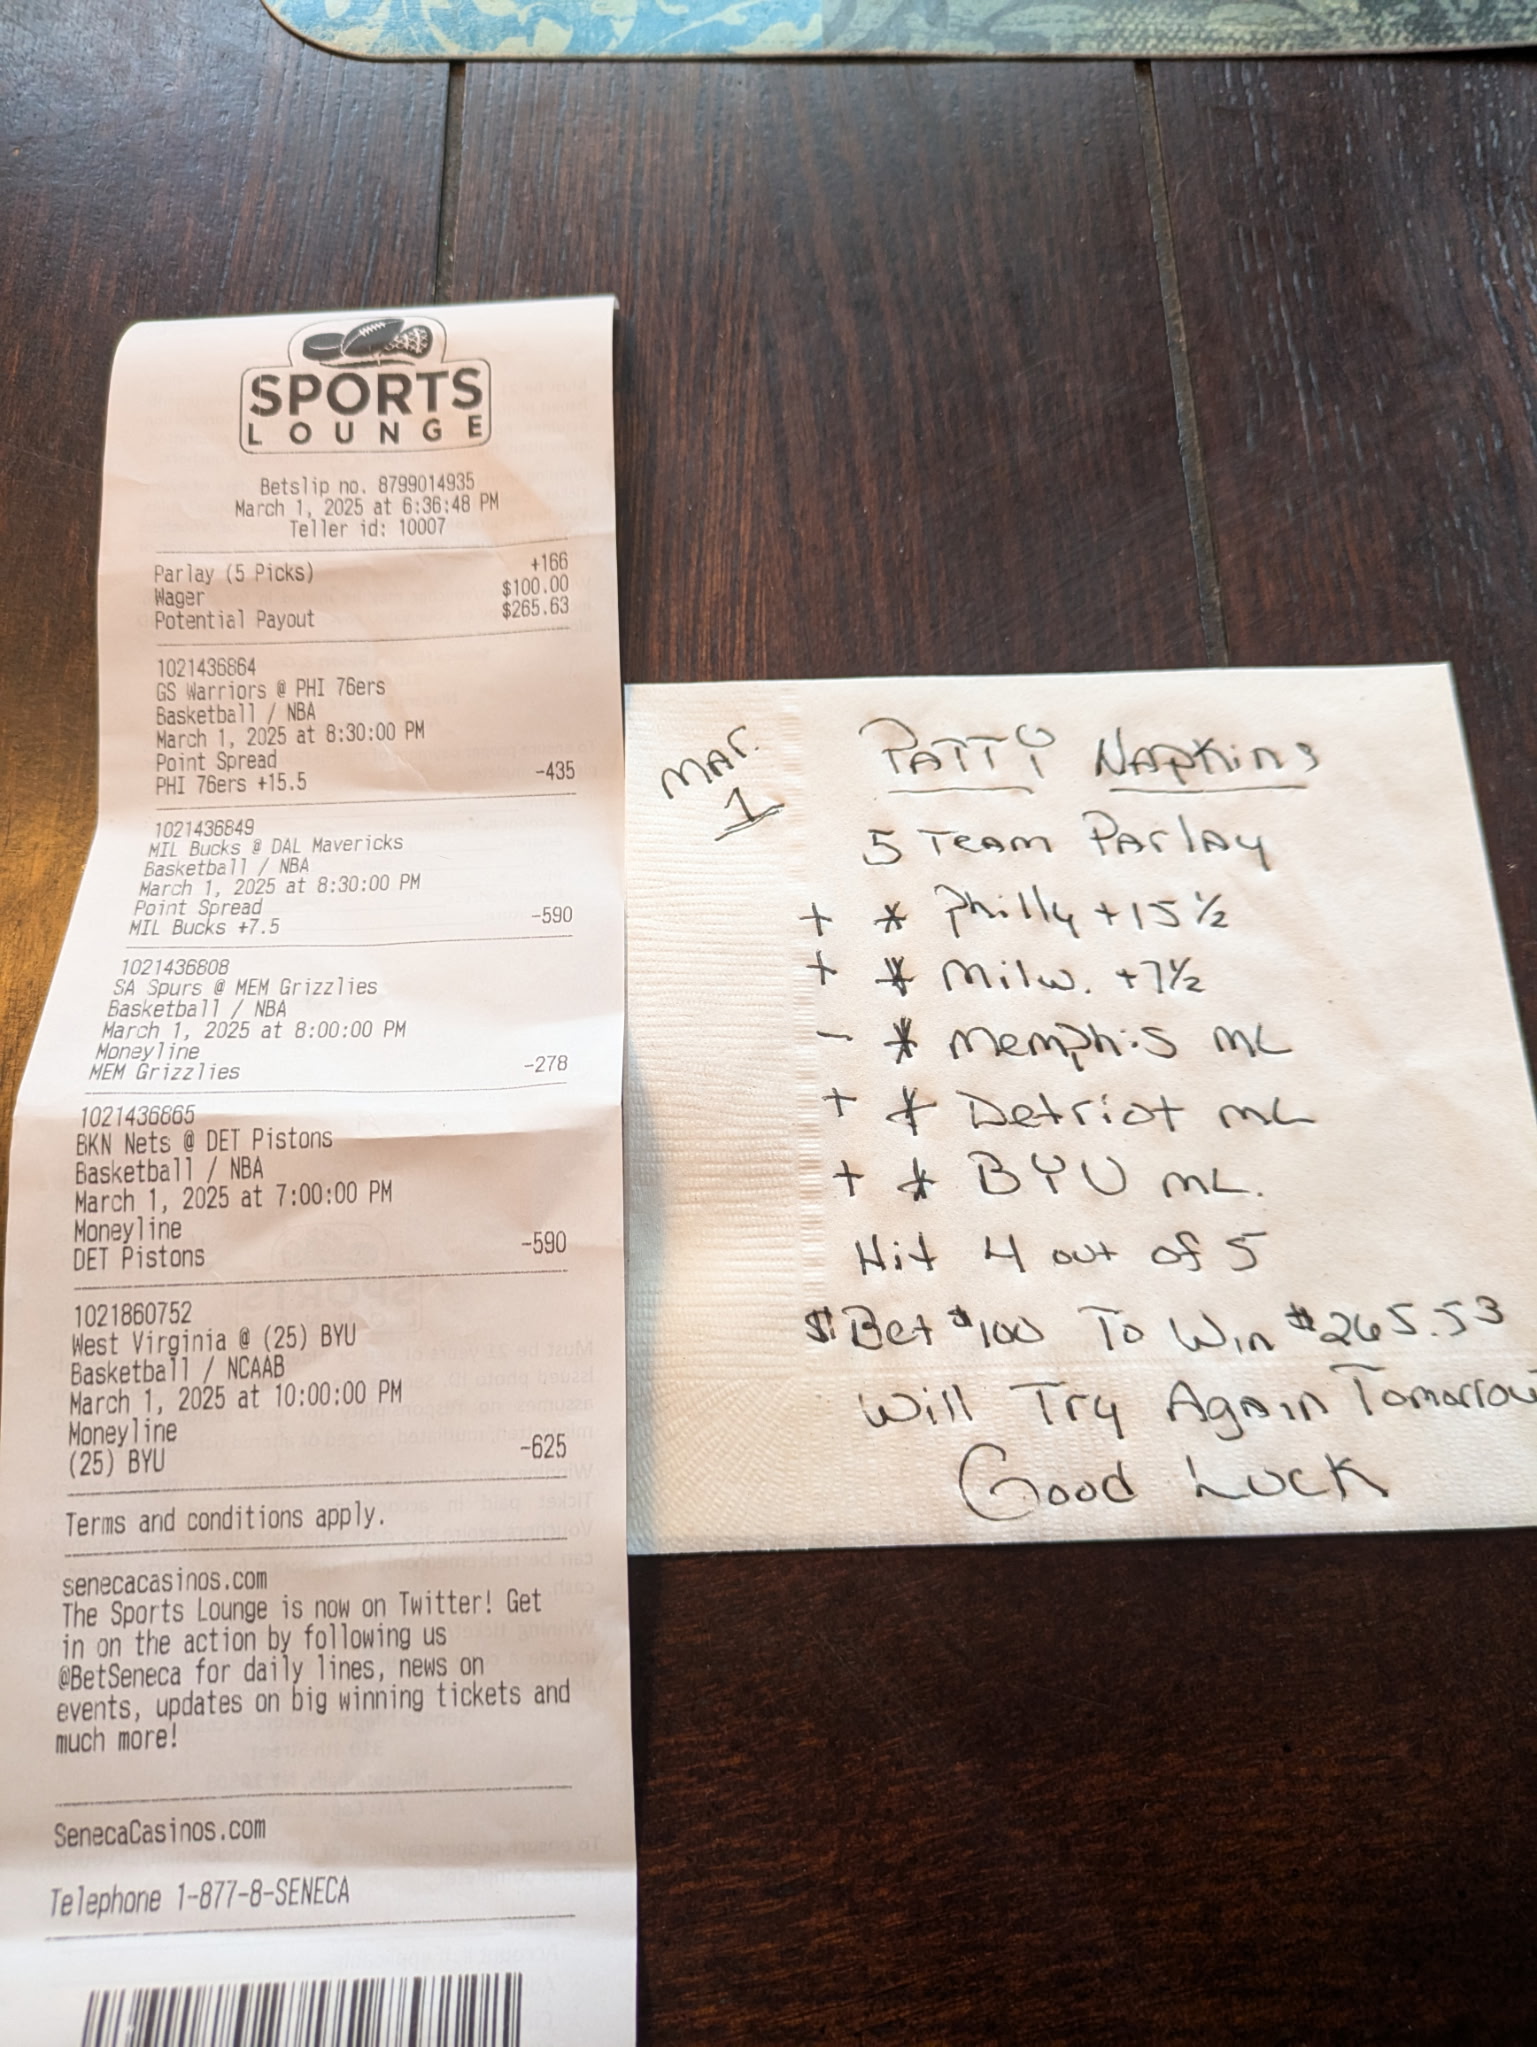 SPORTS
LOUNGE
Betslip no. 8799014935
March 1, 2025 at 6:36:48 PM
Teller id: 10007
Parlay (5 Picks) +166
Wager $100.00
Potential Payout $265.63
1021436864
GS Warriors @ PHI 76ers
Basketball / NBA
March 1, 2025 at 8:30:00 PM
Point Spread
PHI 76ers +15.5 -435
1021436849
MIL Bucks @ DAL Mavericks
Basketball / NBA
March 1, 2025 at 8:30:00 PM
Point Spread
MIL Bucks +7.5 -590
1021436808
SA Spurs @ MEM Grizzlies
Basketball / NBA
March 1, 2025 at 8:00:00 PM
Moneyline
MEM Grizzlies -278
1021436865
BKN Nets @ DET Pistons
Basketball / NBA
March 1, 2025 at 7:00:00 PM
Moneyline
DET Pistons -590
1021860752
West Virginia @ (25) BYU
Basketball / NCAAB
March 1, 2025 at 10:00:00 PM
Moneyline
(25) BYU -625
Terms and conditions apply.
senecacasinos.com
The Sports Lounge is now on Twitter! Get
in on the action by following us
@BetSeneca for daily lines, news on
events, updates on big winning tickets and
much more!
SenecaCasinos.com
Telephone 1-877-8-SENECA
Mar.
1
Patty Napkins
5 Team Parlay
+ * Philly +15 ½
+ * Milw. +7½
- * Memphis ML
+ * Detriot ML
+ * BYU ML.
Hit 4 out of 5
$Bet $100 To Win $265.53
Will Try Again Tomorrow
Good Luck